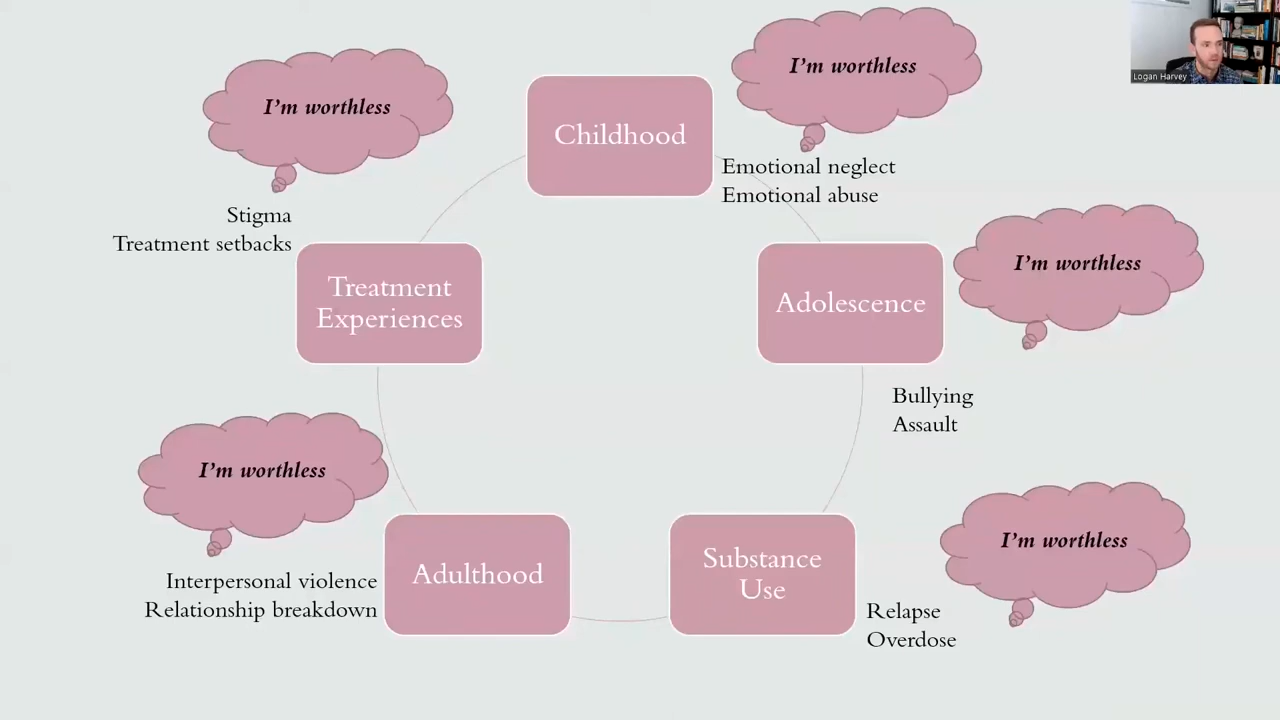 I'm worthless
Childhood
Emotional neglect
Emotional abuse
I'm worthless
Adolescence
Bullying
Assault
I'm worthless
Substance
Use
Relapse
Overdose
I'm worthless
Adulthood
Interpersonal violence
Relationship breakdown
I'm worthless
Treatment
Experiences
Stigma
Treatment setbacks
Logan Harvey